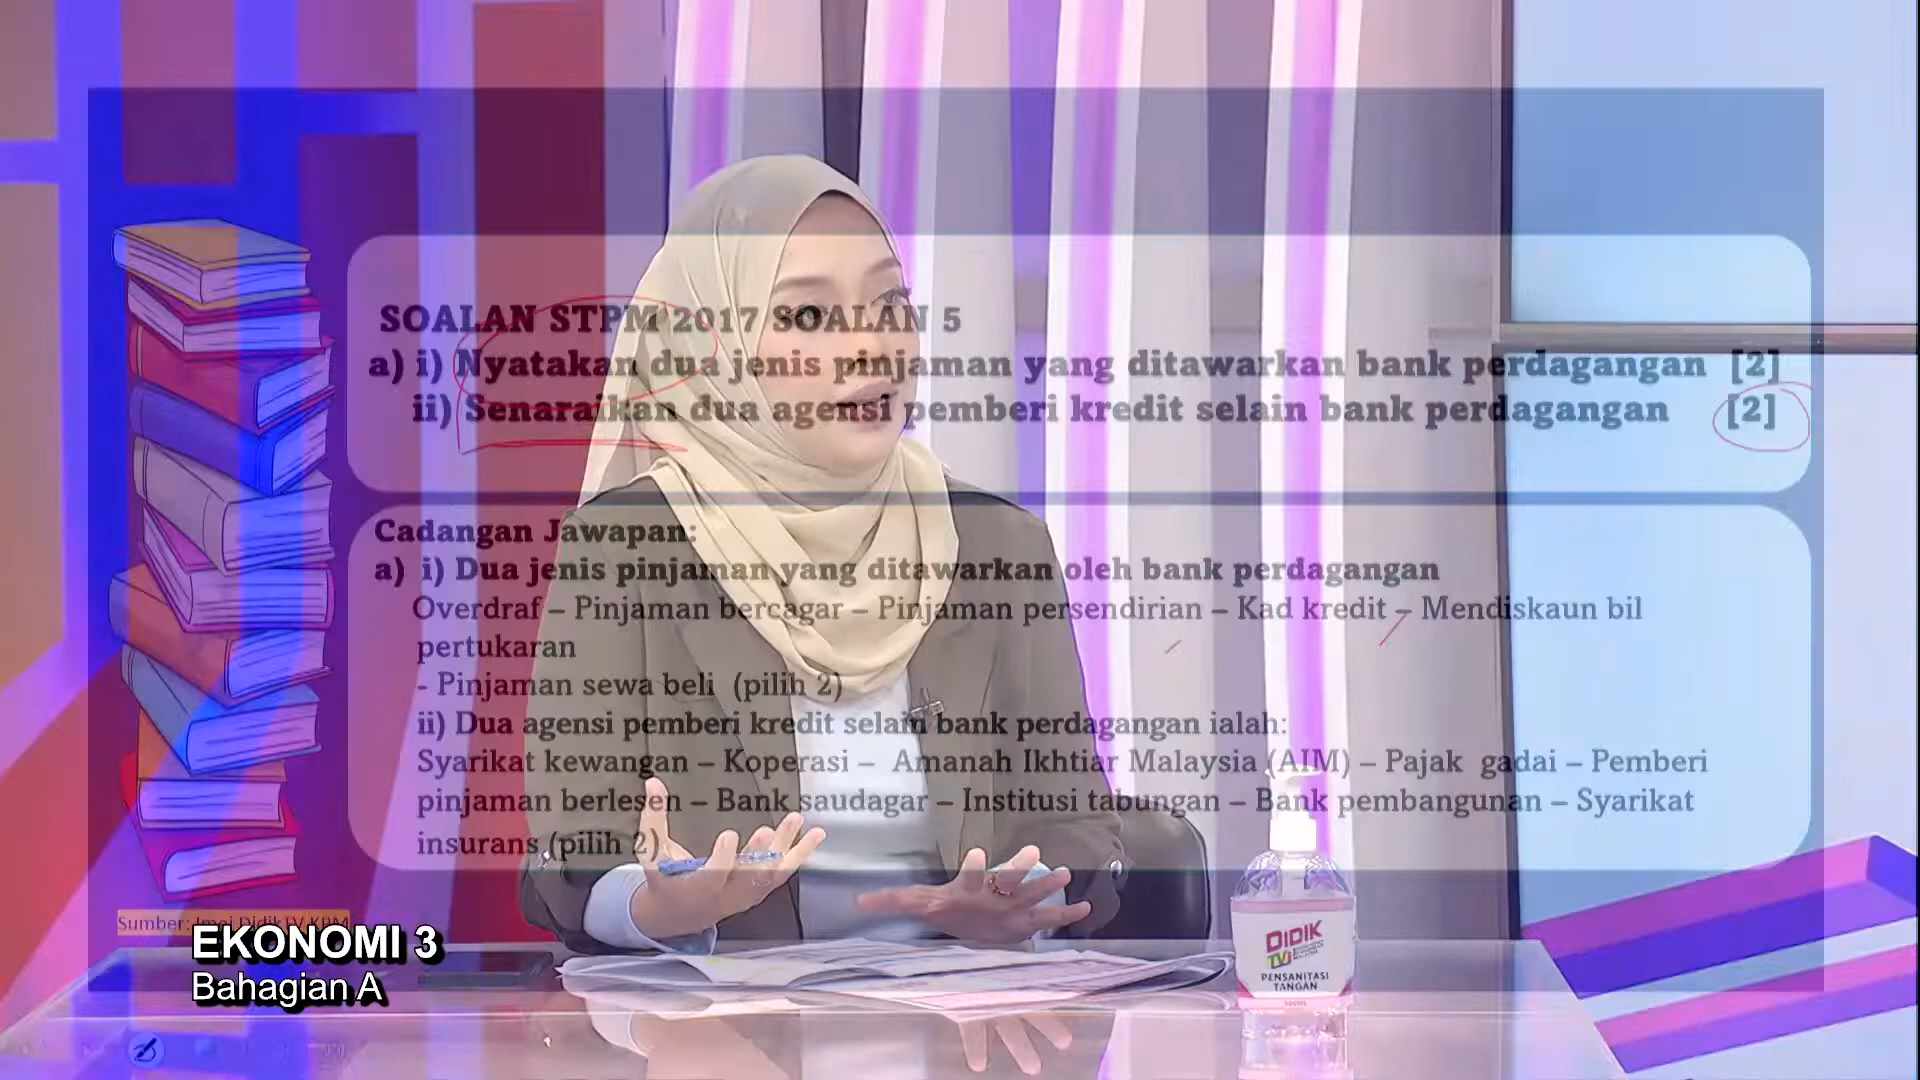 SOALAN STPM 2017 SOALAN 5
a) i) Nyatakan dua jenis pinjaman yang ditawarkan bank perdagangan [2]
ii) Senaraikan dua agensi pemberi kredit selain bank perdagangan [2]
Cadangan Jawapan:
a) i) Dua jenis pinjaman yang ditawarkan oleh bank perdagangan
Overdraf – Pinjaman bercagar – Pinjaman persendirian – Kad kredit – Mendiskaun bil
pertukaran
- Pinjaman sewa beli (pilih 2)
ii) Dua agensi pemberi kredit selain bank perdagangan ialah:
Syarikat kewangan – Koperasi – Amanah Ikhtiar Malaysia (AIM) – Pajak gadai – Pemberi
pinjaman berlesen – Bank saudagar – Institusi tabungan – Bank pembangunan – Syarikat
insurans (pilih 2)
Sumber: Imej DidikTV KPM
EKONOMI 3
Bahagian A
DIDIK
TV
PENSANITASI
TANGAN